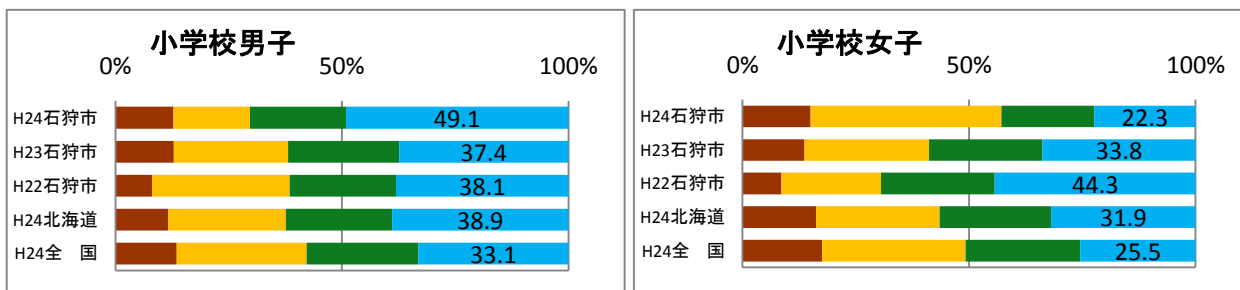 小学校男子
0% 50% 100%
H24石狩市 49.1
H23石狩市 37.4
H22石狩市 38.1
H24北海道 38.9
H24全　国 33.1
小学校女子
0% 50% 100%
H24石狩市 22.3
H23石狩市 33.8
H22石狩市 44.3
H24北海道 31.9
H24全　国 25.5